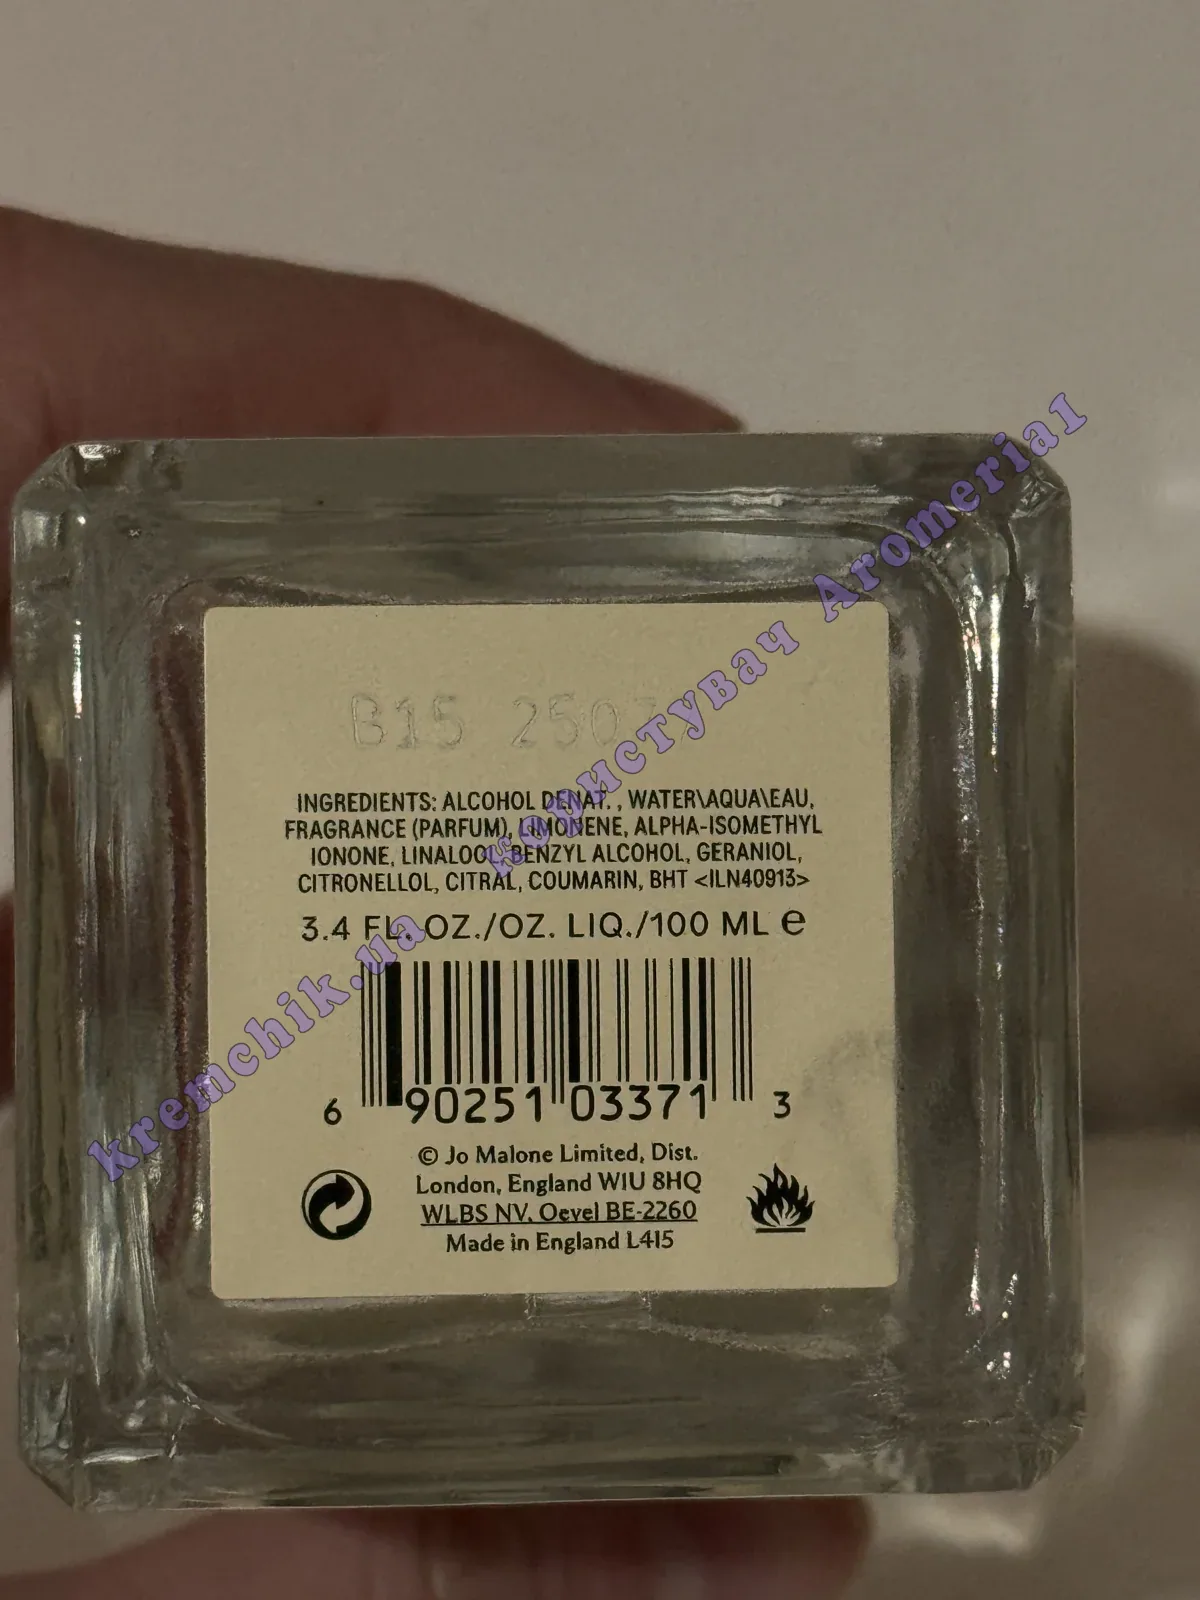 B15 2507
INGREDIENTS: ALCOHOL DENAT. , WATER\AQUA\EAU,
FRAGRANCE (PARFUM), LIMONENE, ALPHA-ISOMETHYL
IONONE, LINALOOL, BENZYL ALCOHOL, GERANIOL,
CITRONELLOL, CITRAL, COUMARIN, BHT <ILN40913>
3.4 FL. OZ./OZ. LIQ./100 ML e
6 90251 03371 3
© Jo Malone Limited, Dist.
London, England W1U 8HQ
WLBS NV, Oevel BE-2260
Made in England L415
kremchik.ua користувач Aromeria1